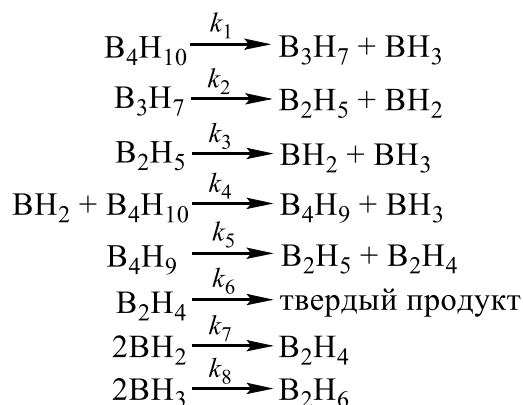 B₄H₁₀ k₁ → B₃H₇ + BH₃
B₃H₇ k₂ → B₂H₅ + BH₂
B₂H₅ k₃ → BH₂ + BH₃
BH₂ + B₄H₁₀ k₄ → B₄H₉ + BH₃
B₄H₉ k₅ → B₂H₅ + B₂H₄
B₂H₄ k₆ → твердый продукт
2BH₂ k₇ → B₂H₄
2BH₃ k₈ → B₂H₆